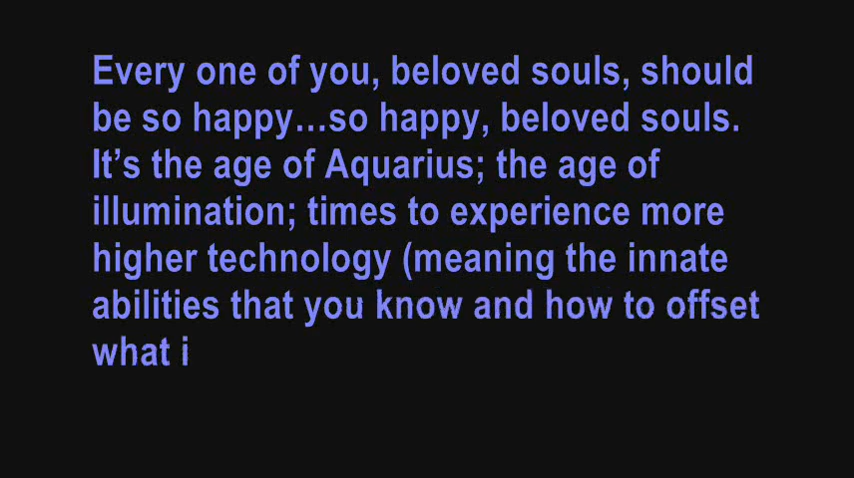 Every one of you, beloved souls, should
be so happy…so happy, beloved souls.
It’s the age of Aquarius; the age of
illumination; times to experience more
higher technology (meaning the innate
abilities that you know and how to offset
what i